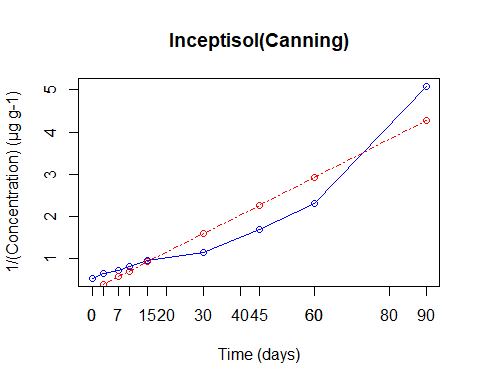 Inceptisol(Canning)
1/(Concentration) (µg g-1)
5
4
3
2
1
0 7 1520 30 4045 60 80 90
Time (days)